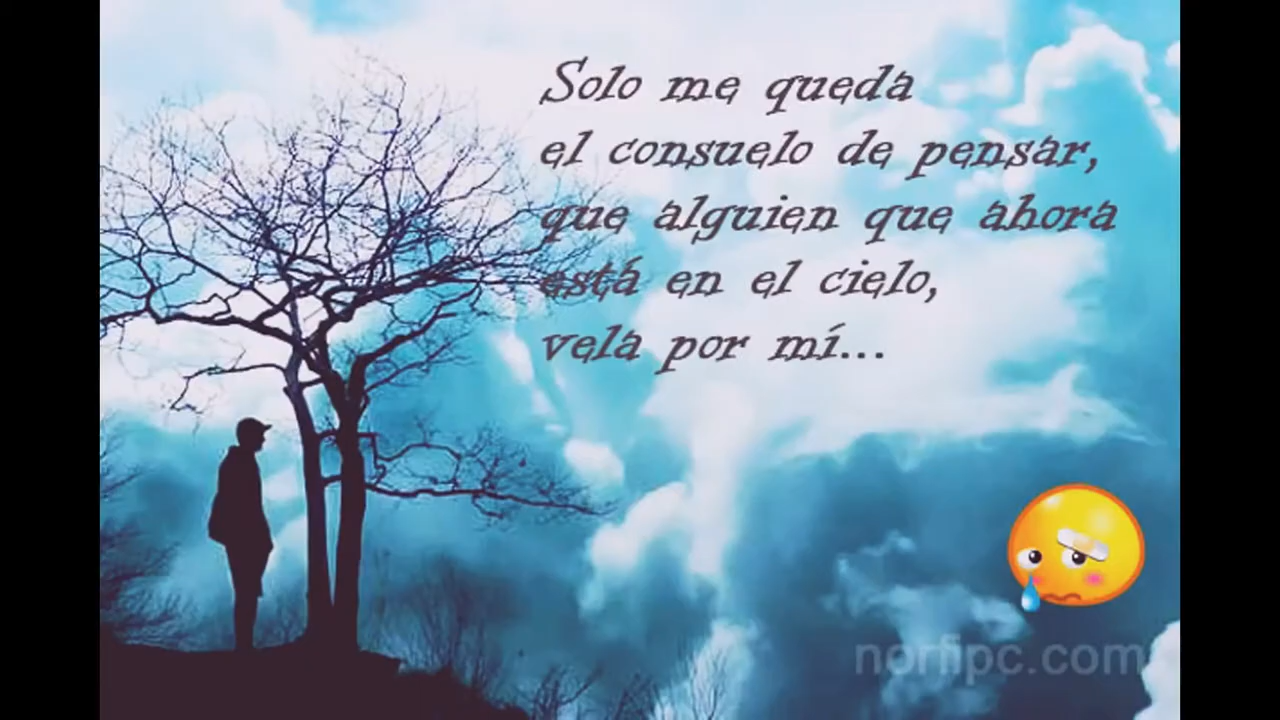 Solo me queda
el consuelo de pensar,
que alguien que ahora
está en el cielo,
vela por mí...
norfipc.com